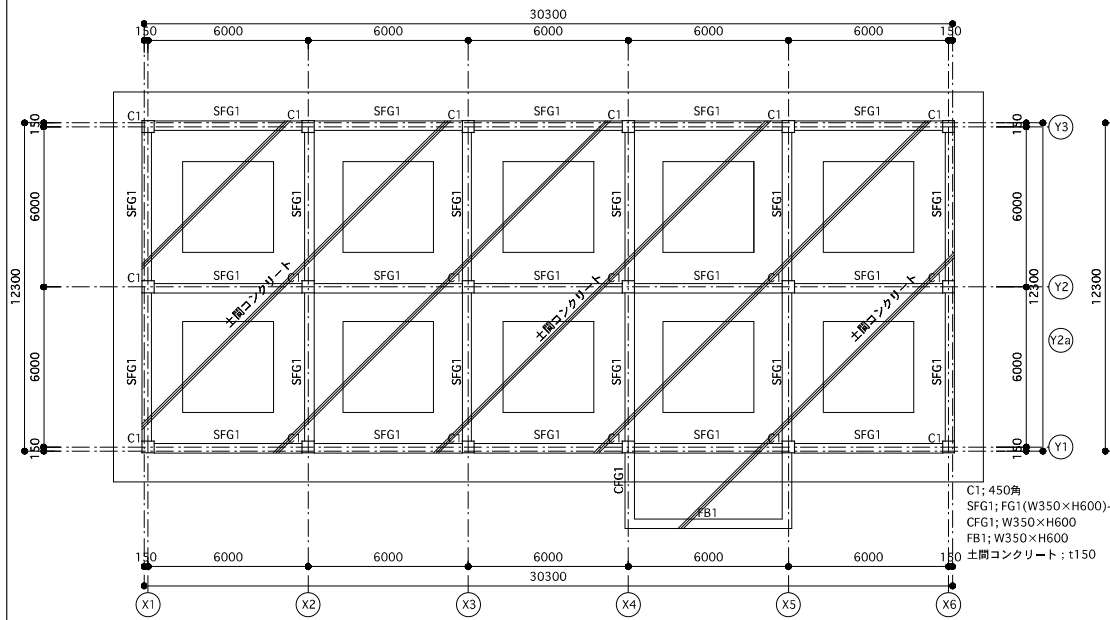 30300
150 6000 6000 6000 6000 6000 150
C1 SFG1 C1 SFG1 C1 SFG1 C1 SFG1 C1 SFG1 C1
150 150 Y3
6000 SFG1 SFG1 SFG1 SFG1 SFG1 SFG1 6000
C1 SFG1 C1 SFG1 C1 SFG1 C1 SFG1 C1 SFG1 C1
12300 12300 12300 Y2
土間コンクリート 土間コンクリート 土間コンクリート
Y2a
6000 SFG1 SFG1 SFG1 SFG1 SFG1 SFG1 6000
C1 SFG1 C1 SFG1 C1 SFG1 C1 SFG1 C1 SFG1 C1
150 150 Y1
CFG1
FB1
C1; 450角
SFG1; FG1(W350×H600)-
CFG1; W350×H600
FB1; W350×H600
土間コンクリート；t150
150 6000 6000 6000 6000 6000 150
30300
X1 X2 X3 X4 X5 X6